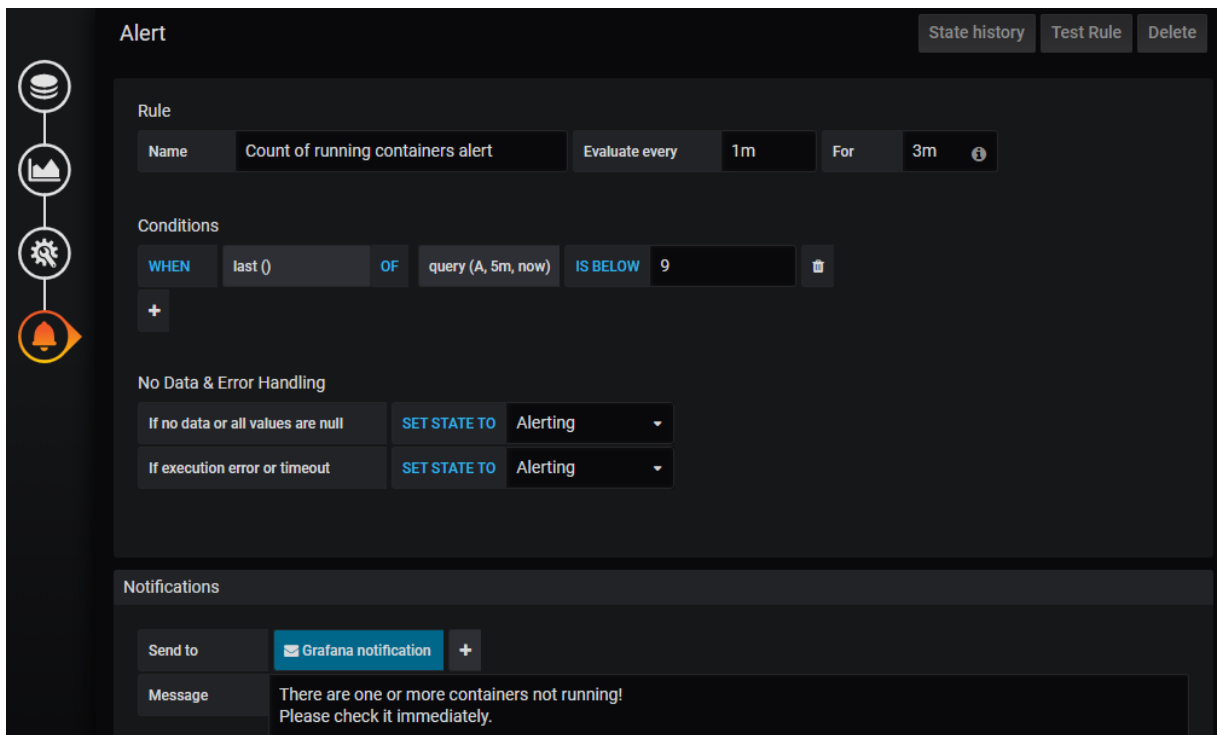 Alert State history Test Rule Delete
Rule
Name Count of running containers alert Evaluate every 1m For 3m
Conditions
WHEN last () OF query (A, 5m, now) IS BELOW 9
+
No Data & Error Handling
If no data or all values are null SET STATE TO Alerting
If execution error or timeout SET STATE TO Alerting
Notifications
Send to Grafana notification +
Message There are one or more containers not running!
Please check it immediately.